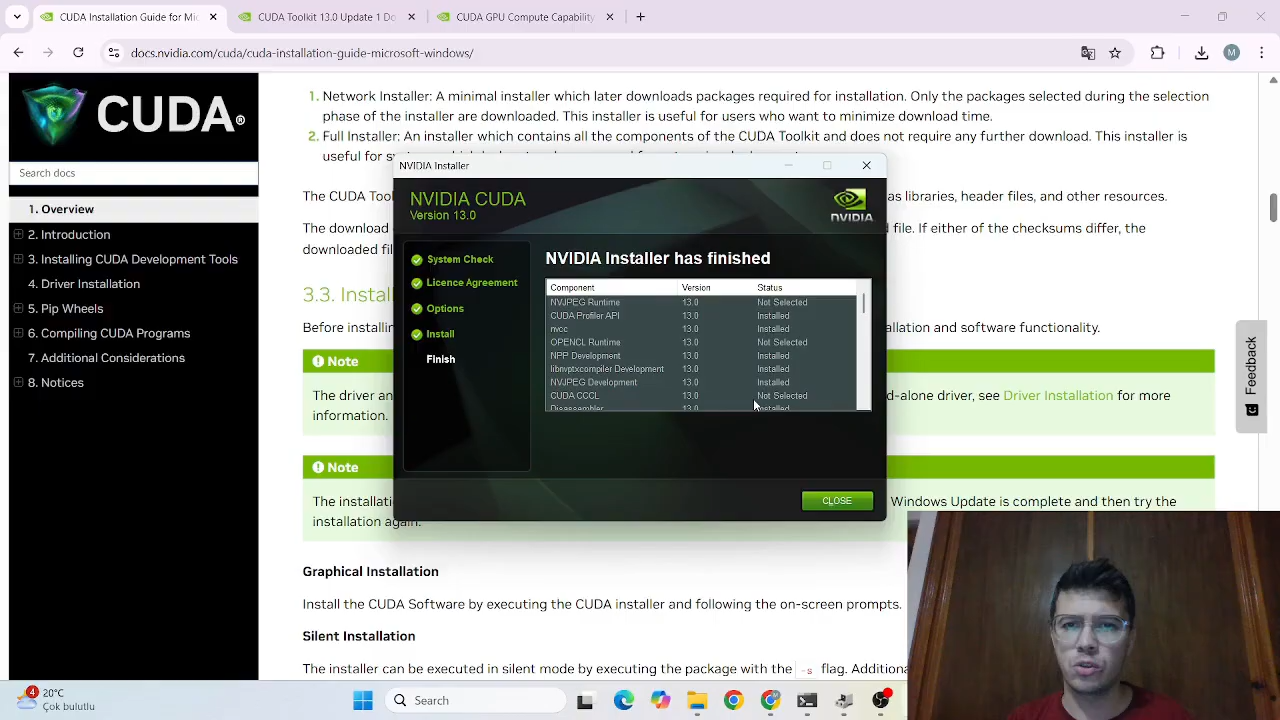 CUDA Installation Guide for Mi
CUDA Toolkit 13.0 Update 1 Do
CUDA GPU Compute Capability
docs.nvidia.com/cuda/cuda-installation-guide-microsoft-windows/
M
CUDA®
Search docs
1. Overview
2. Introduction
3. Installing CUDA Development Tools
4. Driver Installation
5. Pip Wheels
6. Compiling CUDA Programs
7. Additional Considerations
8. Notices
1. Network Installer: A minimal installer which later downloads packages required for installation. Only the packages selected during the selection
phase of the installer are downloaded. This installer is useful for users who want to minimize download time.
2. Full Installer: An installer which contains all the components of the CUDA Toolkit and does not require any further download. This installer is
useful for
The CUDA Too
as libraries, header files, and other resources.
The download
file. If either of the checksums differ, the
downloaded fil
3.3. Instal
Before installin
allation and software functionality.
Note
The driver
d-alone driver, see Driver Installation for more
information.
Note
The installatio
Windows Update is complete and then try the
installation again.
Graphical Installation
Install the CUDA Software by executing the CUDA installer and following the on-screen prompts.
Silent Installation
The installer can be executed in silent mode by executing the package with the -s flag. Additional
NVIDIA Installer
NVIDIA CUDA
Version 13.0
NVIDIA.
System Check
Licence Agreement
Options
Install
Finish
NVIDIA Installer has finished
Component Version Status
NVJPEG Runtime 13.0 Not Selected
CUDA Profiler API 13.0 Installed
nvcc 13.0 Installed
OPENCL Runtime 13.0 Not Selected
NPP Development 13.0 Installed
libnvptxcompiler Development 13.0 Installed
NVJPEG Development 13.0 Installed
CUDA CCCL 13.0 Not Selected
Disassembler 13.0 Installed
CLOSE
Feedback
4
20°C
Çok bulutlu
Search